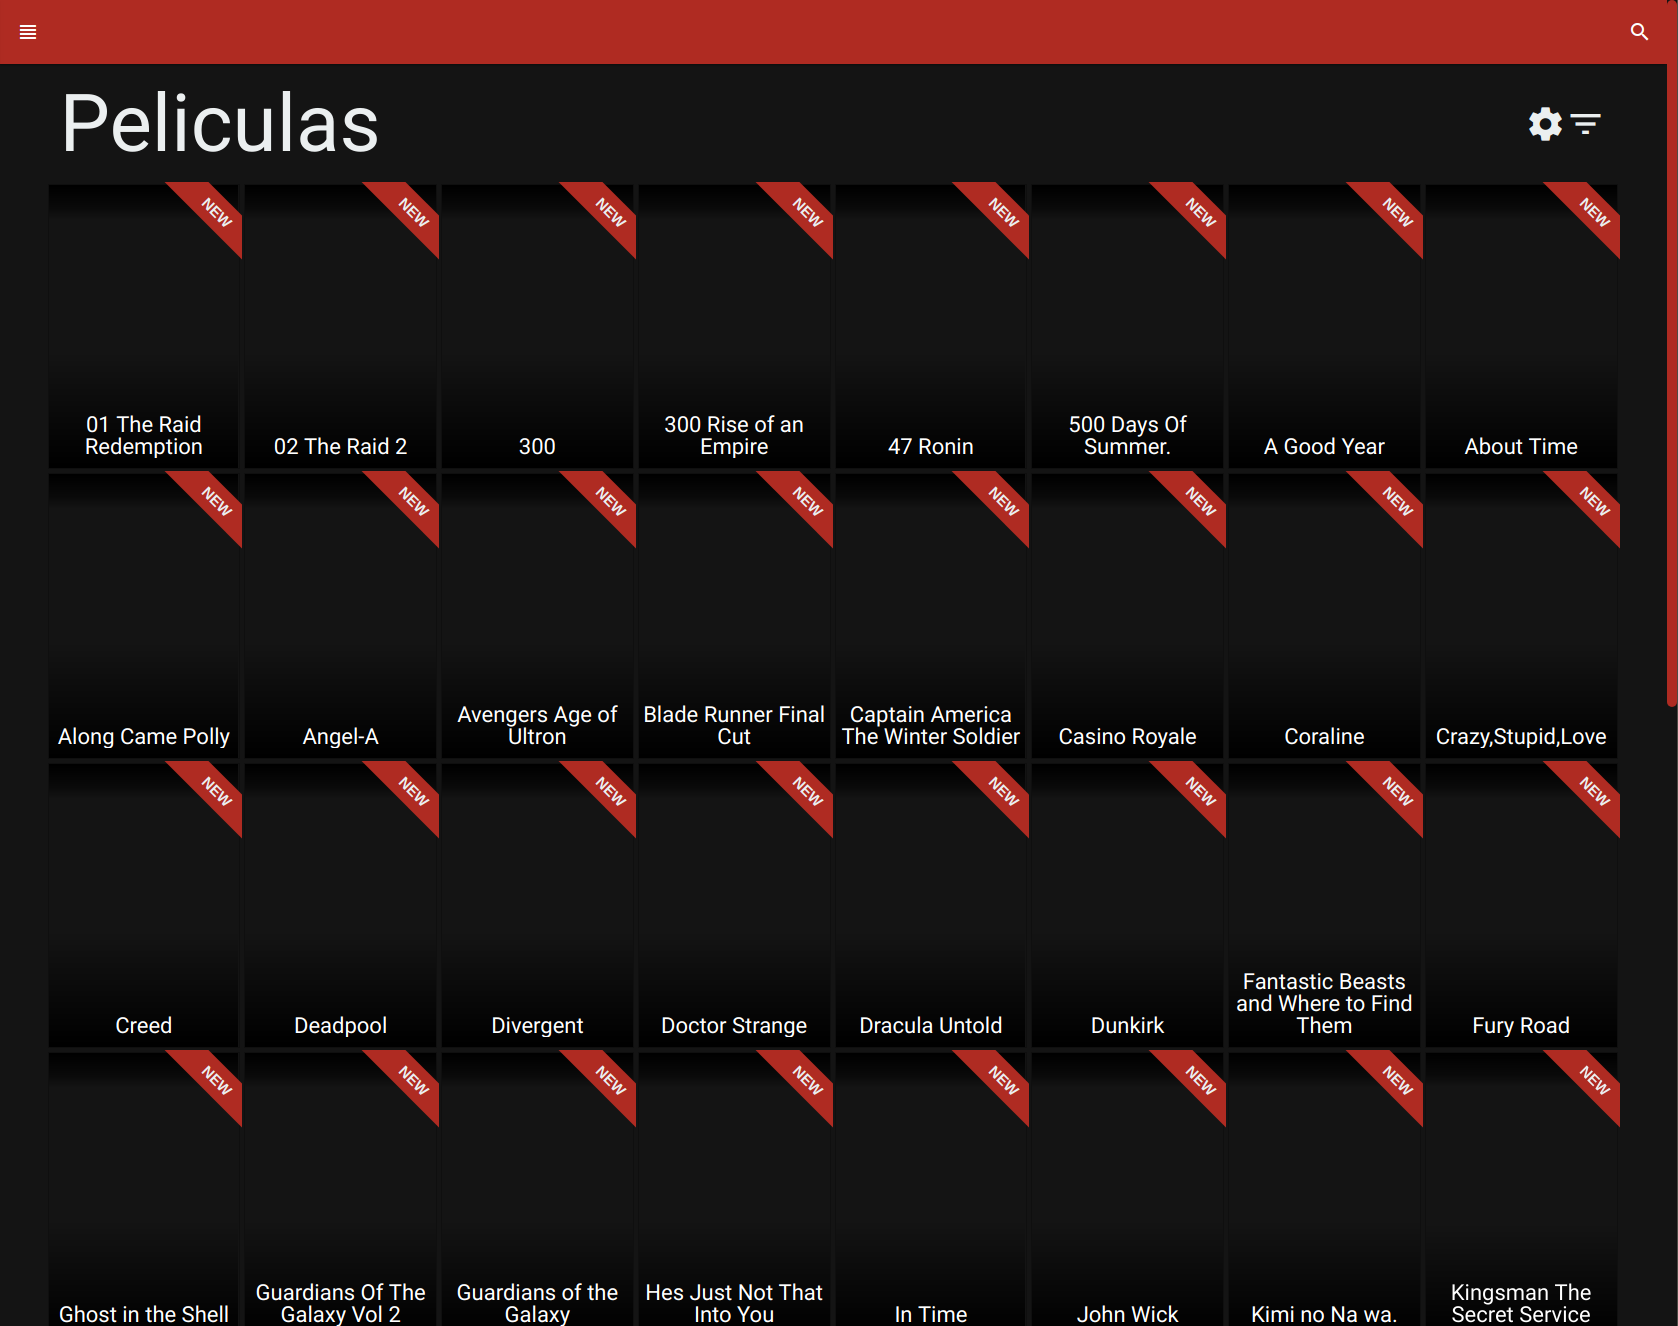 Peliculas
NEW
NEW
NEW
NEW
NEW
NEW
NEW
NEW
01 The Raid
Redemption
02 The Raid 2
300
300 Rise of an
Empire
47 Ronin
500 Days Of
Summer.
A Good Year
About Time
NEW
NEW
NEW
NEW
NEW
NEW
NEW
NEW
Along Came Polly
Angel-A
Avengers Age of
Ultron
Blade Runner Final
Cut
Captain America
The Winter Soldier
Casino Royale
Coraline
Crazy,Stupid,Love
NEW
NEW
NEW
NEW
NEW
NEW
NEW
NEW
Creed
Deadpool
Divergent
Doctor Strange
Dracula Untold
Dunkirk
Fantastic Beasts
and Where to Find
Them
Fury Road
NEW
NEW
NEW
NEW
NEW
NEW
NEW
NEW
Ghost in the Shell
Guardians Of The
Galaxy Vol 2
Guardians of the
Galaxy
Hes Just Not That
Into You
In Time
John Wick
Kimi no Na wa.
Kingsman The
Secret Service